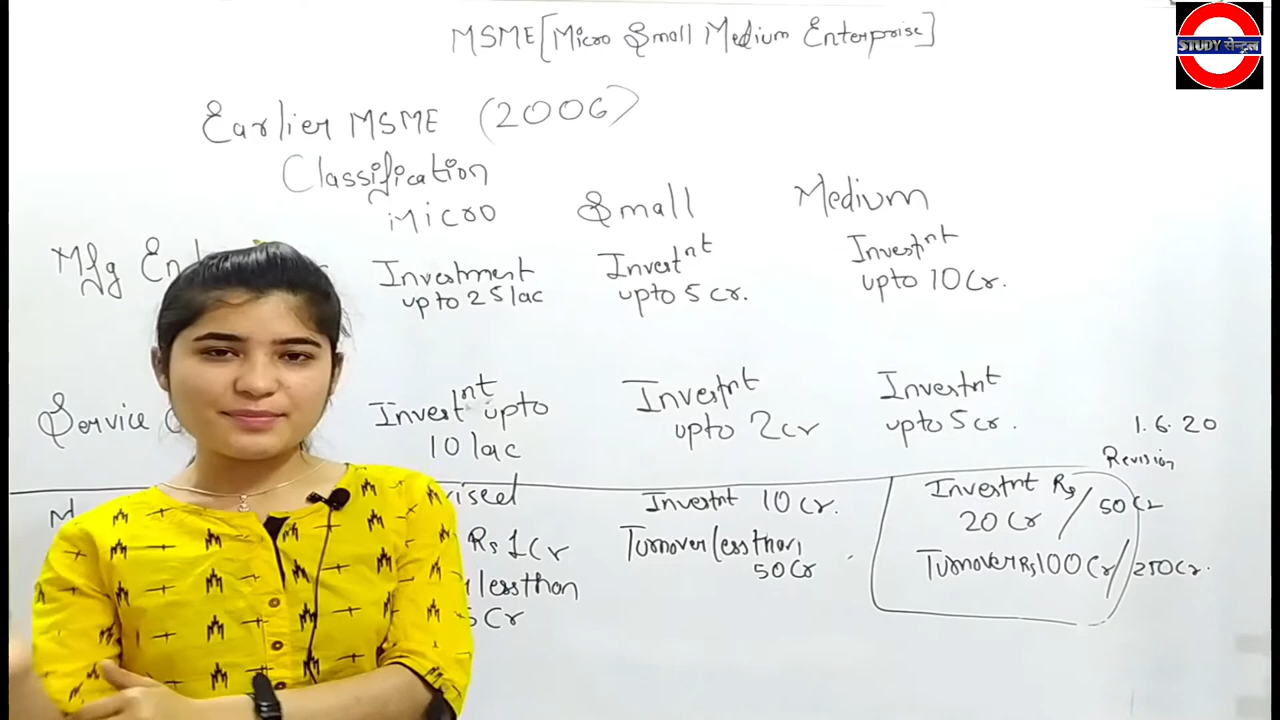 MSME [Micro Small Medium Enterprise]
STUDY सेन्ट्रल
Earlier MSME (2006)
Classification
Micro Small Medium
Mfg
Investment upto 25 lac
Investnt upto 5 Cr.
Investnt upto 10 Cr.
Service
Investnt upto 10 lac
Investnt upto 2 cr
Investnt upto 5 cr.
1.6.20
Revision
Rs 1 Cr
less than
5 Cr
Investnt 10 Cr.
Turnover less than
50 Cr
Investnt Rs
20 Cr / 50 Cr
Turnover Rs 100 Cr / 250 Cr.